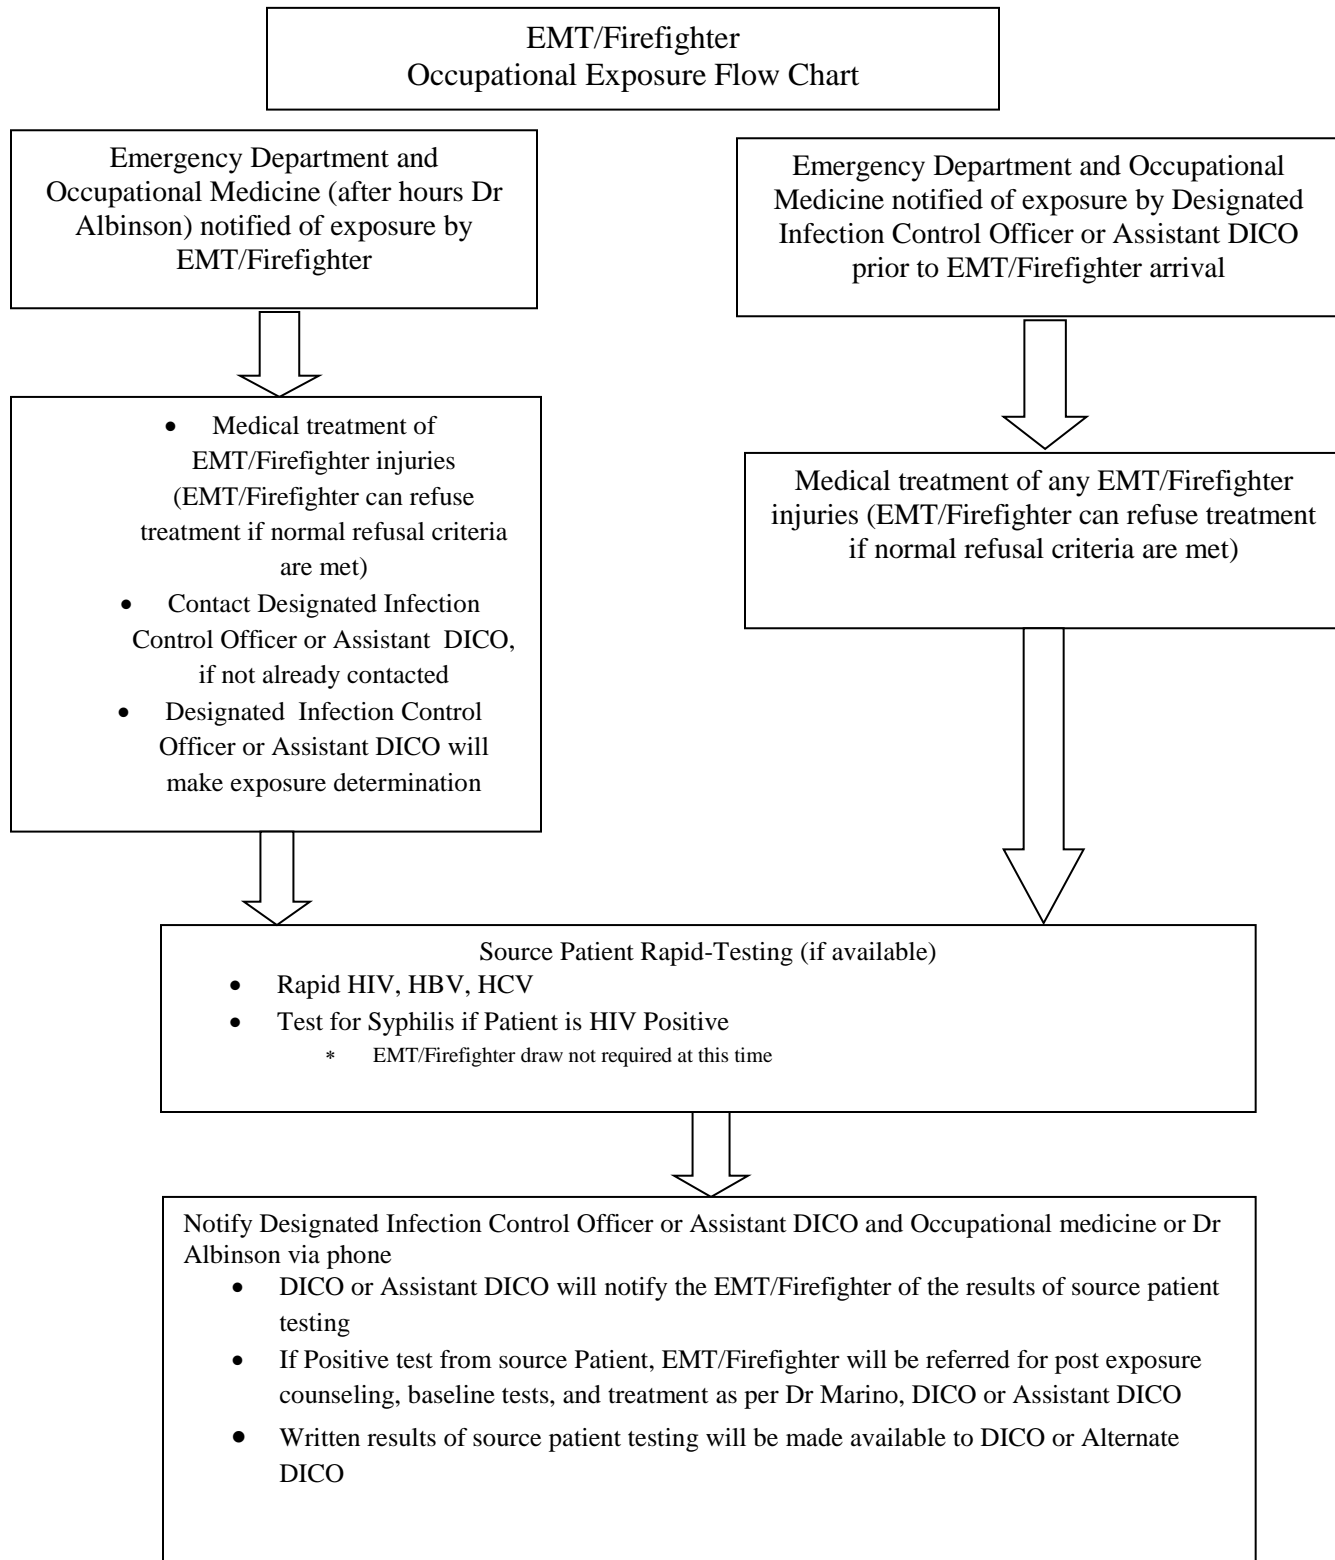 EMT/Firefighter
Occupational Exposure Flow Chart
Emergency Department and
Occupational Medicine (after hours Dr
Albinson) notified of exposure by
EMT/Firefighter
Emergency Department and Occupational
Medicine notified of exposure by Designated
Infection Control Officer or Assistant DICO
prior to EMT/Firefighter arrival
• Medical treatment of
EMT/Firefighter injuries
(EMT/Firefighter can refuse
treatment if normal refusal criteria
are met)
• Contact Designated Infection
Control Officer or Assistant DICO,
if not already contacted
• Designated Infection Control
Officer or Assistant DICO will
make exposure determination
Medical treatment of any EMT/Firefighter
injuries (EMT/Firefighter can refuse treatment
if normal refusal criteria are met)
Source Patient Rapid-Testing (if available)
• Rapid HIV, HBV, HCV
• Test for Syphilis if Patient is HIV Positive
* EMT/Firefighter draw not required at this time
Notify Designated Infection Control Officer or Assistant DICO and Occupational medicine or Dr
Albinson via phone
• DICO or Assistant DICO will notify the EMT/Firefighter of the results of source patient
testing
• If Positive test from source Patient, EMT/Firefighter will be referred for post exposure
counseling, baseline tests, and treatment as per Dr Marino, DICO or Assistant DICO
• Written results of source patient testing will be made available to DICO or Alternate
DICO